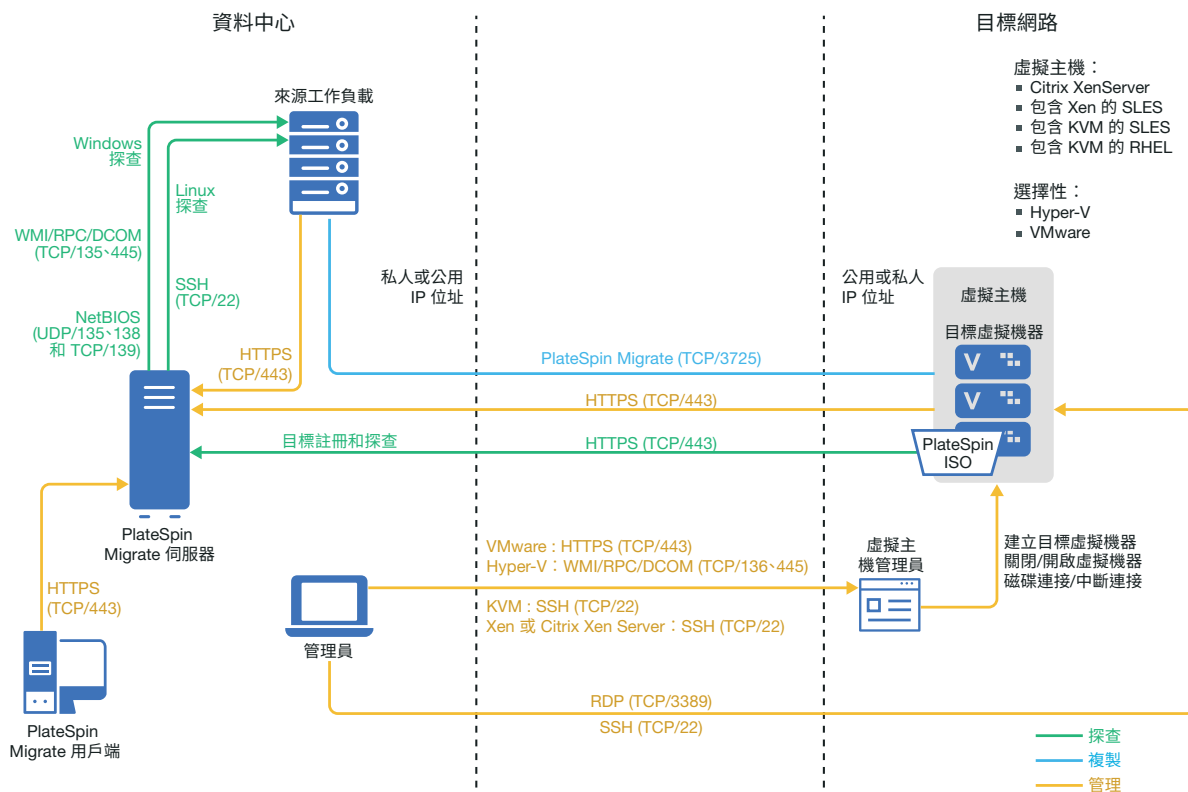 資料中心
目標網路
虛擬主機：
Citrix XenServer
包含 Xen 的 SLES
包含 KVM 的 SLES
包含 KVM 的 RHEL
選擇性：
Hyper-V
VMware
來源工作負載
Windows
探查
Linux
探查
WMI/RPC/DCOM
(TCP/135、445)
SSH
(TCP/22)
NetBIOS
(UDP/135、138
和 TCP/139)
HTTPS
(TCP/443)
私人或公用
IP 位址
公用或私人
IP 位址
虛擬主機
目標虛擬機器
V
V
PlateSpin
ISO
PlateSpin Migrate (TCP/3725)
HTTPS (TCP/443)
目標註冊和探查
HTTPS (TCP/443)
PlateSpin
Migrate 伺服器
HTTPS
(TCP/443)
PlateSpin
Migrate 用戶端
管理員
VMware : HTTPS (TCP/443)
Hyper-V：WMI/RPC/DCOM (TCP/136、445)
KVM : SSH (TCP/22)
Xen 或 Citrix Xen Server：SSH (TCP/22)
虛擬主
機管理員
建立目標虛擬機器
關閉/開啟虛擬機器
磁碟連接/中斷連接
RDP (TCP/3389)
SSH (TCP/22)
探查
複製
管理